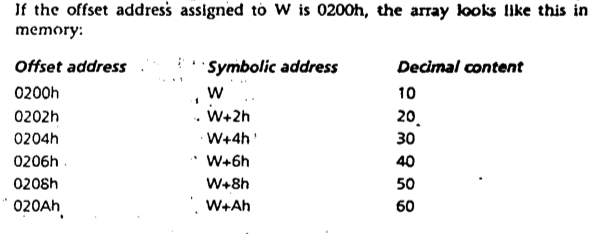 If the offset address assigned to W is 0200h, the array looks like this in
memory:
Offset address Symbolic address Decimal content
0200h W 10
0202h W+2h 20
0204h W+4h 30
0206h W+6h 40
0208h W+8h 50
020Ah W+Ah 60